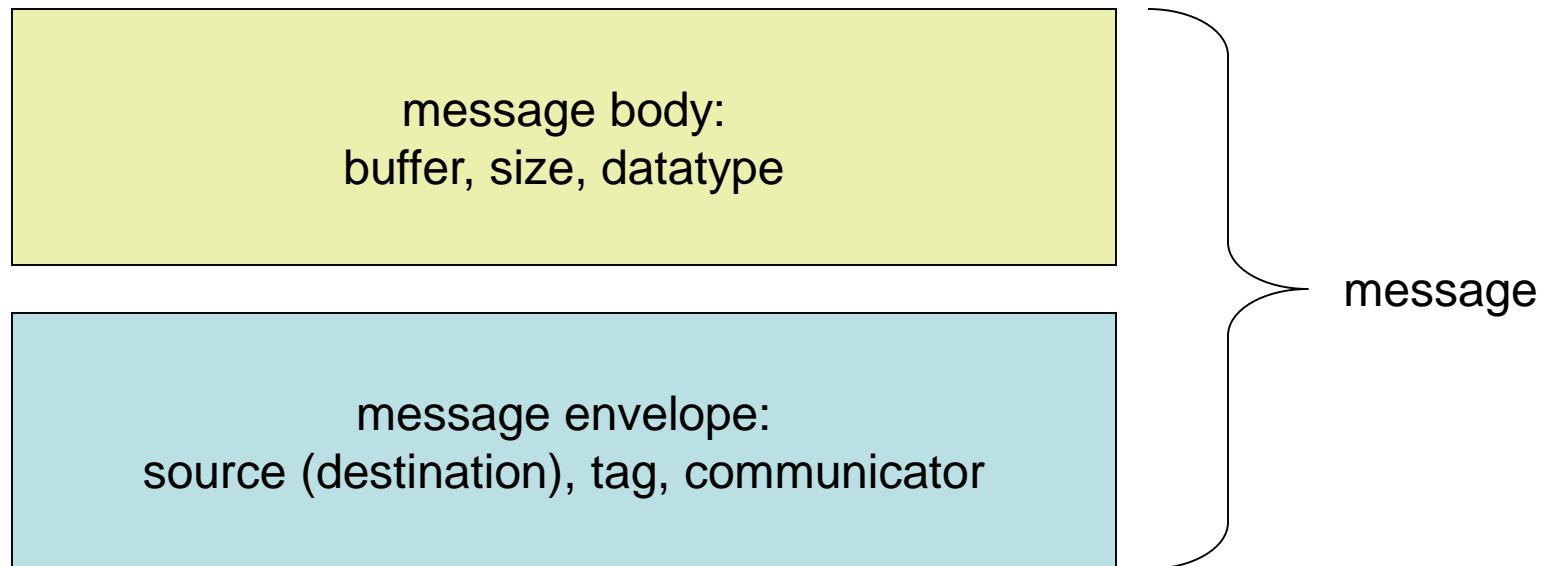 message body:
buffer, size, datatype
message
message envelope:
source (destination), tag, communicator